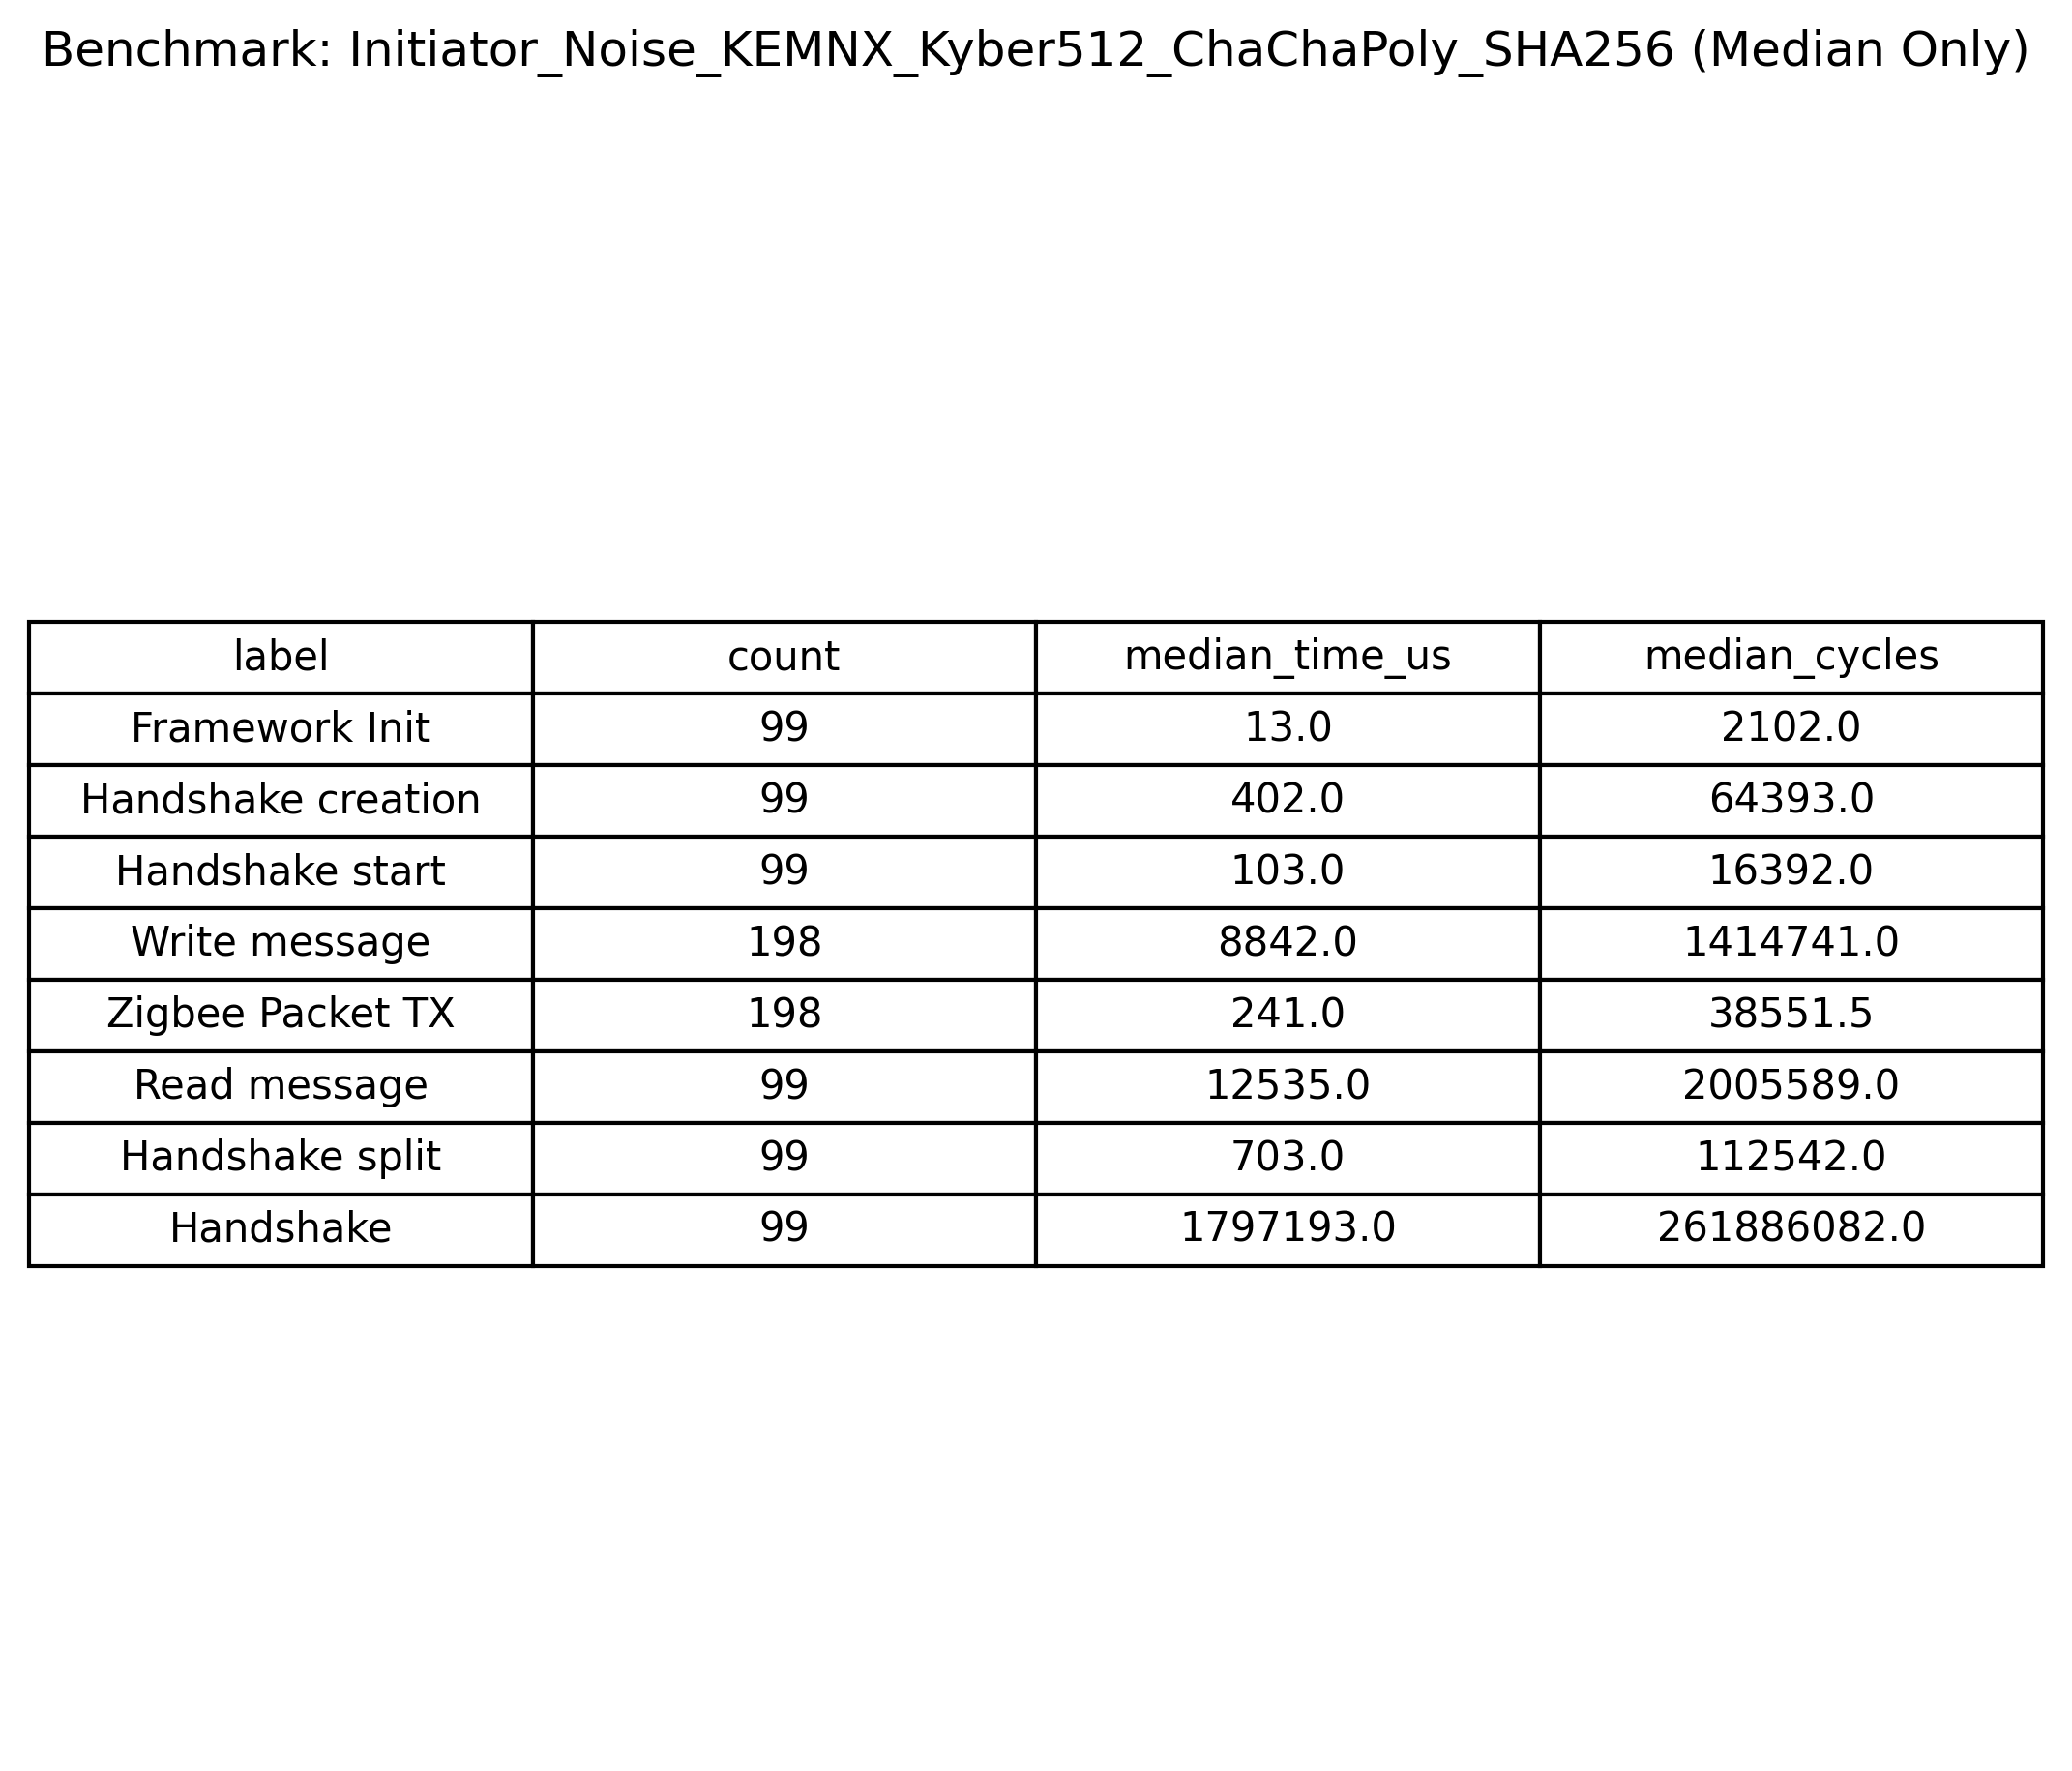 Benchmark: Initiator_Noise_KEMNX_Kyber512_ChaChaPoly_SHA256 (Median Only)
label count median_time_us median_cycles
Framework Init 99 13.0 2102.0
Handshake creation 99 402.0 64393.0
Handshake start 99 103.0 16392.0
Write message 198 8842.0 1414741.0
Zigbee Packet TX 198 241.0 38551.5
Read message 99 12535.0 2005589.0
Handshake split 99 703.0 112542.0
Handshake 99 1797193.0 261886082.0